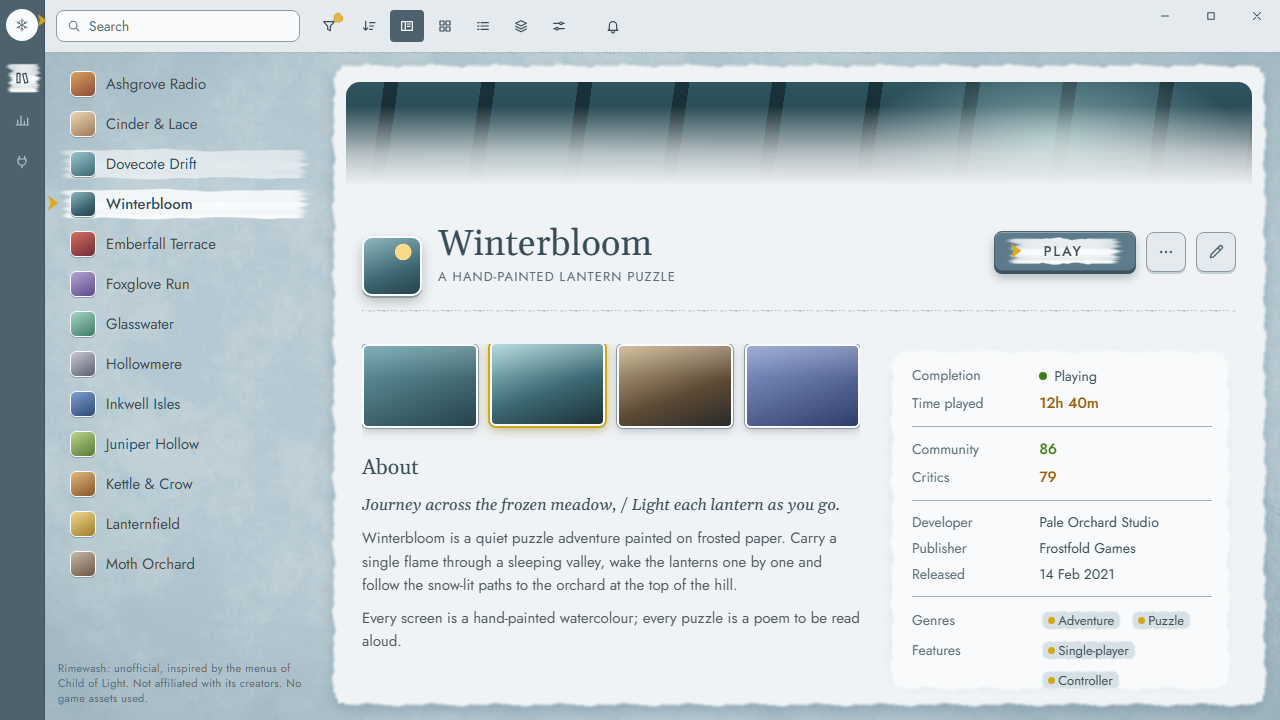 Search
Ashgrove Radio
Cinder & Lace
Dovecote Drift
Winterbloom
Emberfall Terrace
Foxglove Run
Glasswater
Hollowmere
Inkwell Isles
Juniper Hollow
Kettle & Crow
Lanternfield
Moth Orchard
Rimewash: unofficial, inspired by the menus of
Child of Light. Not affiliated with its creators. No
game assets used.
Winterbloom
A HAND-PAINTED LANTERN PUZZLE
PLAY
About
Journey across the frozen meadow, / Light each lantern as you go.
Winterbloom is a quiet puzzle adventure painted on frosted paper. Carry a
single flame through a sleeping valley, wake the lanterns one by one and
follow the snow-lit paths to the orchard at the top of the hill.
Every screen is a hand-painted watercolour; every puzzle is a poem to be read
aloud.
Completion Playing
Time played 12h 40m
Community 86
Critics 79
Developer Pale Orchard Studio
Publisher Frostfold Games
Released 14 Feb 2021
Genres Adventure Puzzle
Features Single-player
Controller